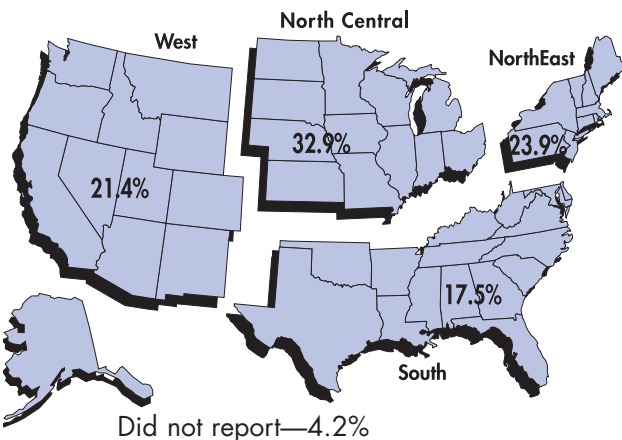 North Central
West
NorthEast
32.9%
23.9%
21.4%
17.5%
South
Did not report—4.2%